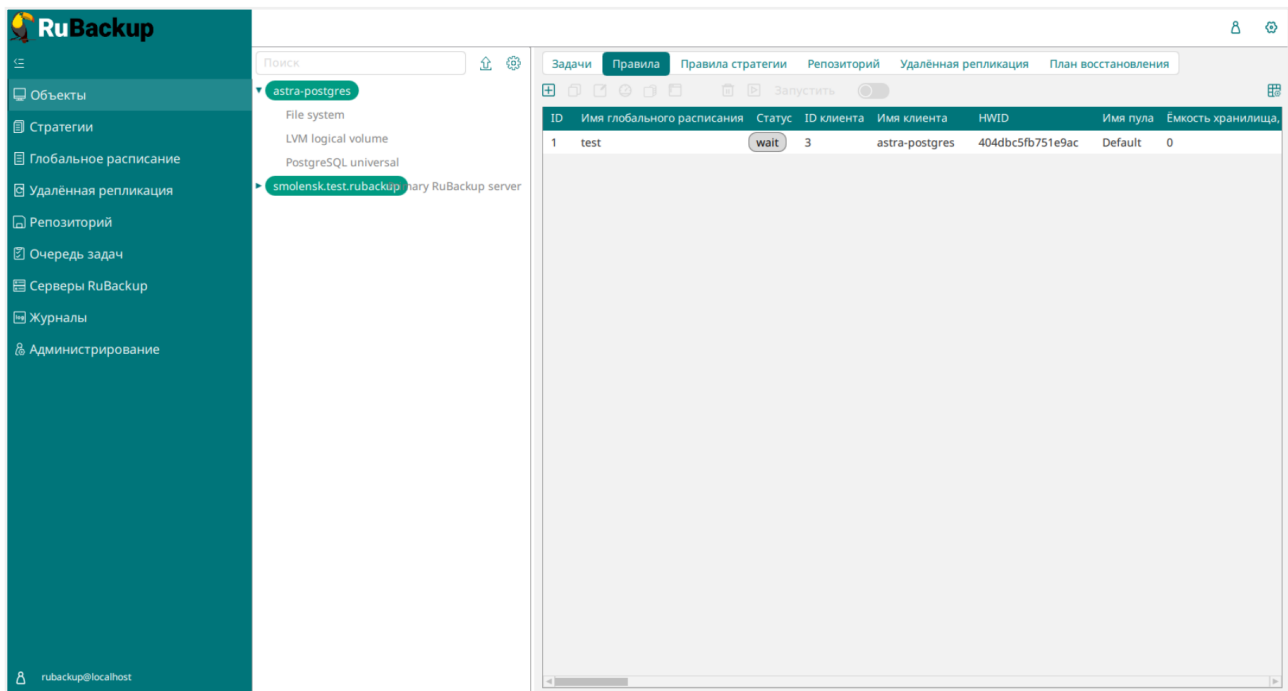 RuBackup
Объекты
Стратегии
Глобальное расписание
Удалённая репликация
Репозиторий
Очередь задач
Серверы RuBackup
Журналы
Администрирование
rubackup@localhost
Поиск
astra-postgres
File system
LVM logical volume
PostgreSQL universal
smolensk.test.rubackup RuBackup server
Задачи Правила Правила стратегии Репозиторий Удалённая репликация План восстановления
Запустить
ID Имя глобального расписания Статус ID клиента Имя клиента HWID Имя пула Ёмкость хранилища,
1 test wait 3 astra-postgres 404dbc5fb751e9ac Default 0